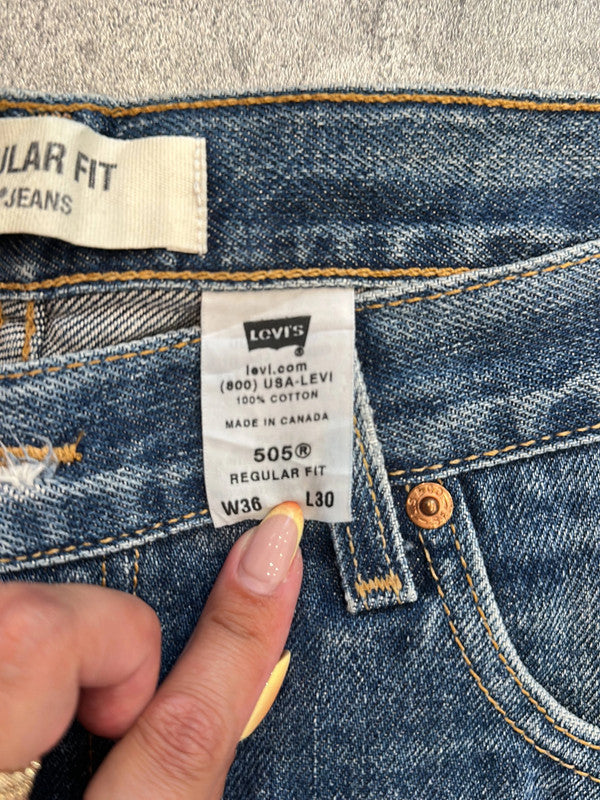 ULAR FIT
®JEANS
LEVI'S
®
levi.com
(800) USA-LEVI
100% COTTON
MADE IN CANADA
505®
REGULAR FIT
W36 L30